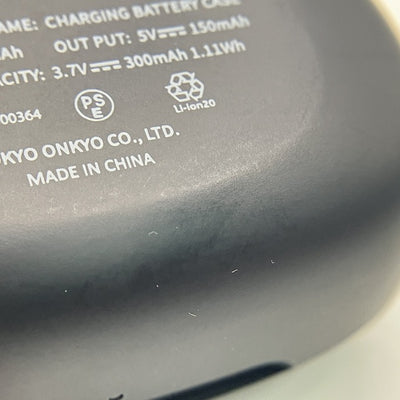 AME: CHARGING BATTERY CASE
Ah OUT PUT: 5V⎓150mAh
CITY: 3.7V⎓300mAh 1.11Wh
00364
PS
E
Li-ion20
KYO ONKYO CO., LTD.
MADE IN CHINA